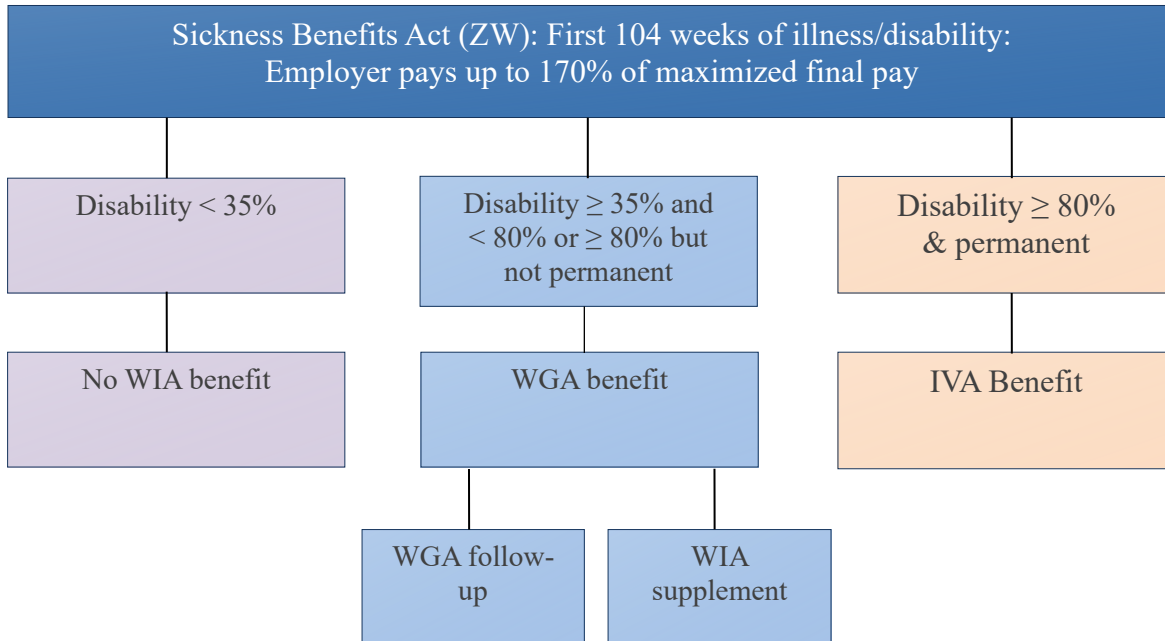 Sickness Benefits Act (ZW): First 104 weeks of illness/disability:
Employer pays up to 170% of maximized final pay
Disability < 35%
Disability ≥ 35% and
< 80% or ≥ 80% but
not permanent
Disability ≥ 80%
& permanent
No WIA benefit
WGA benefit
IVA Benefit
WGA follow-
up
WIA
supplement